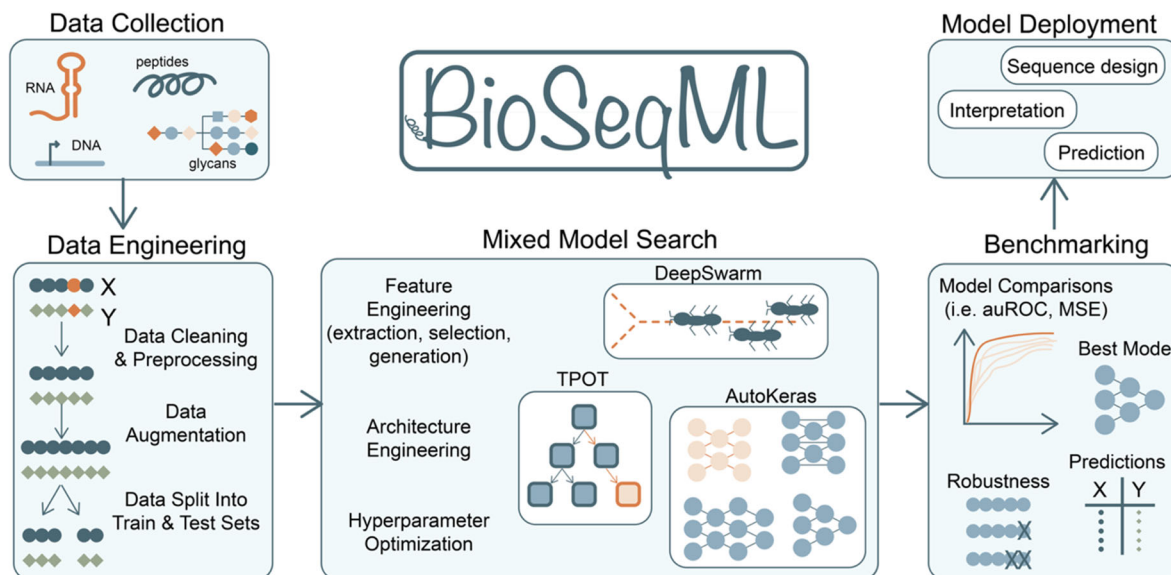 Data Collection
RNA
peptides
DNA
glycans
BioSeqML
Model Deployment
Sequence design
Interpretation
Prediction
Data Engineering
X
Y
Data Cleaning
& Preprocessing
Data
Augmentation
Data Split Into
Train & Test Sets
Mixed Model Search
Feature
Engineering
(extraction, selection,
generation)
Architecture
Engineering
Hyperparameter
Optimization
DeepSwarm
TPOT
AutoKeras
Benchmarking
Model Comparisons
(i.e. auROC, MSE)
Best Model
Robustness
X
XX
Predictions
X Y